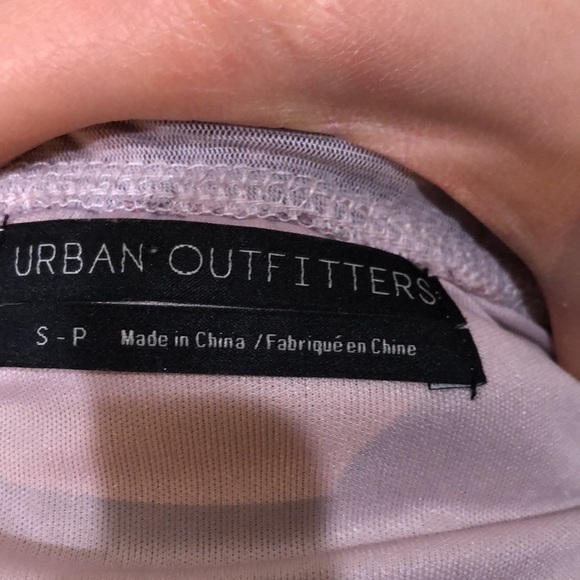 URBAN OUTFITTERS
S - P Made in China / Fabriqué en Chine